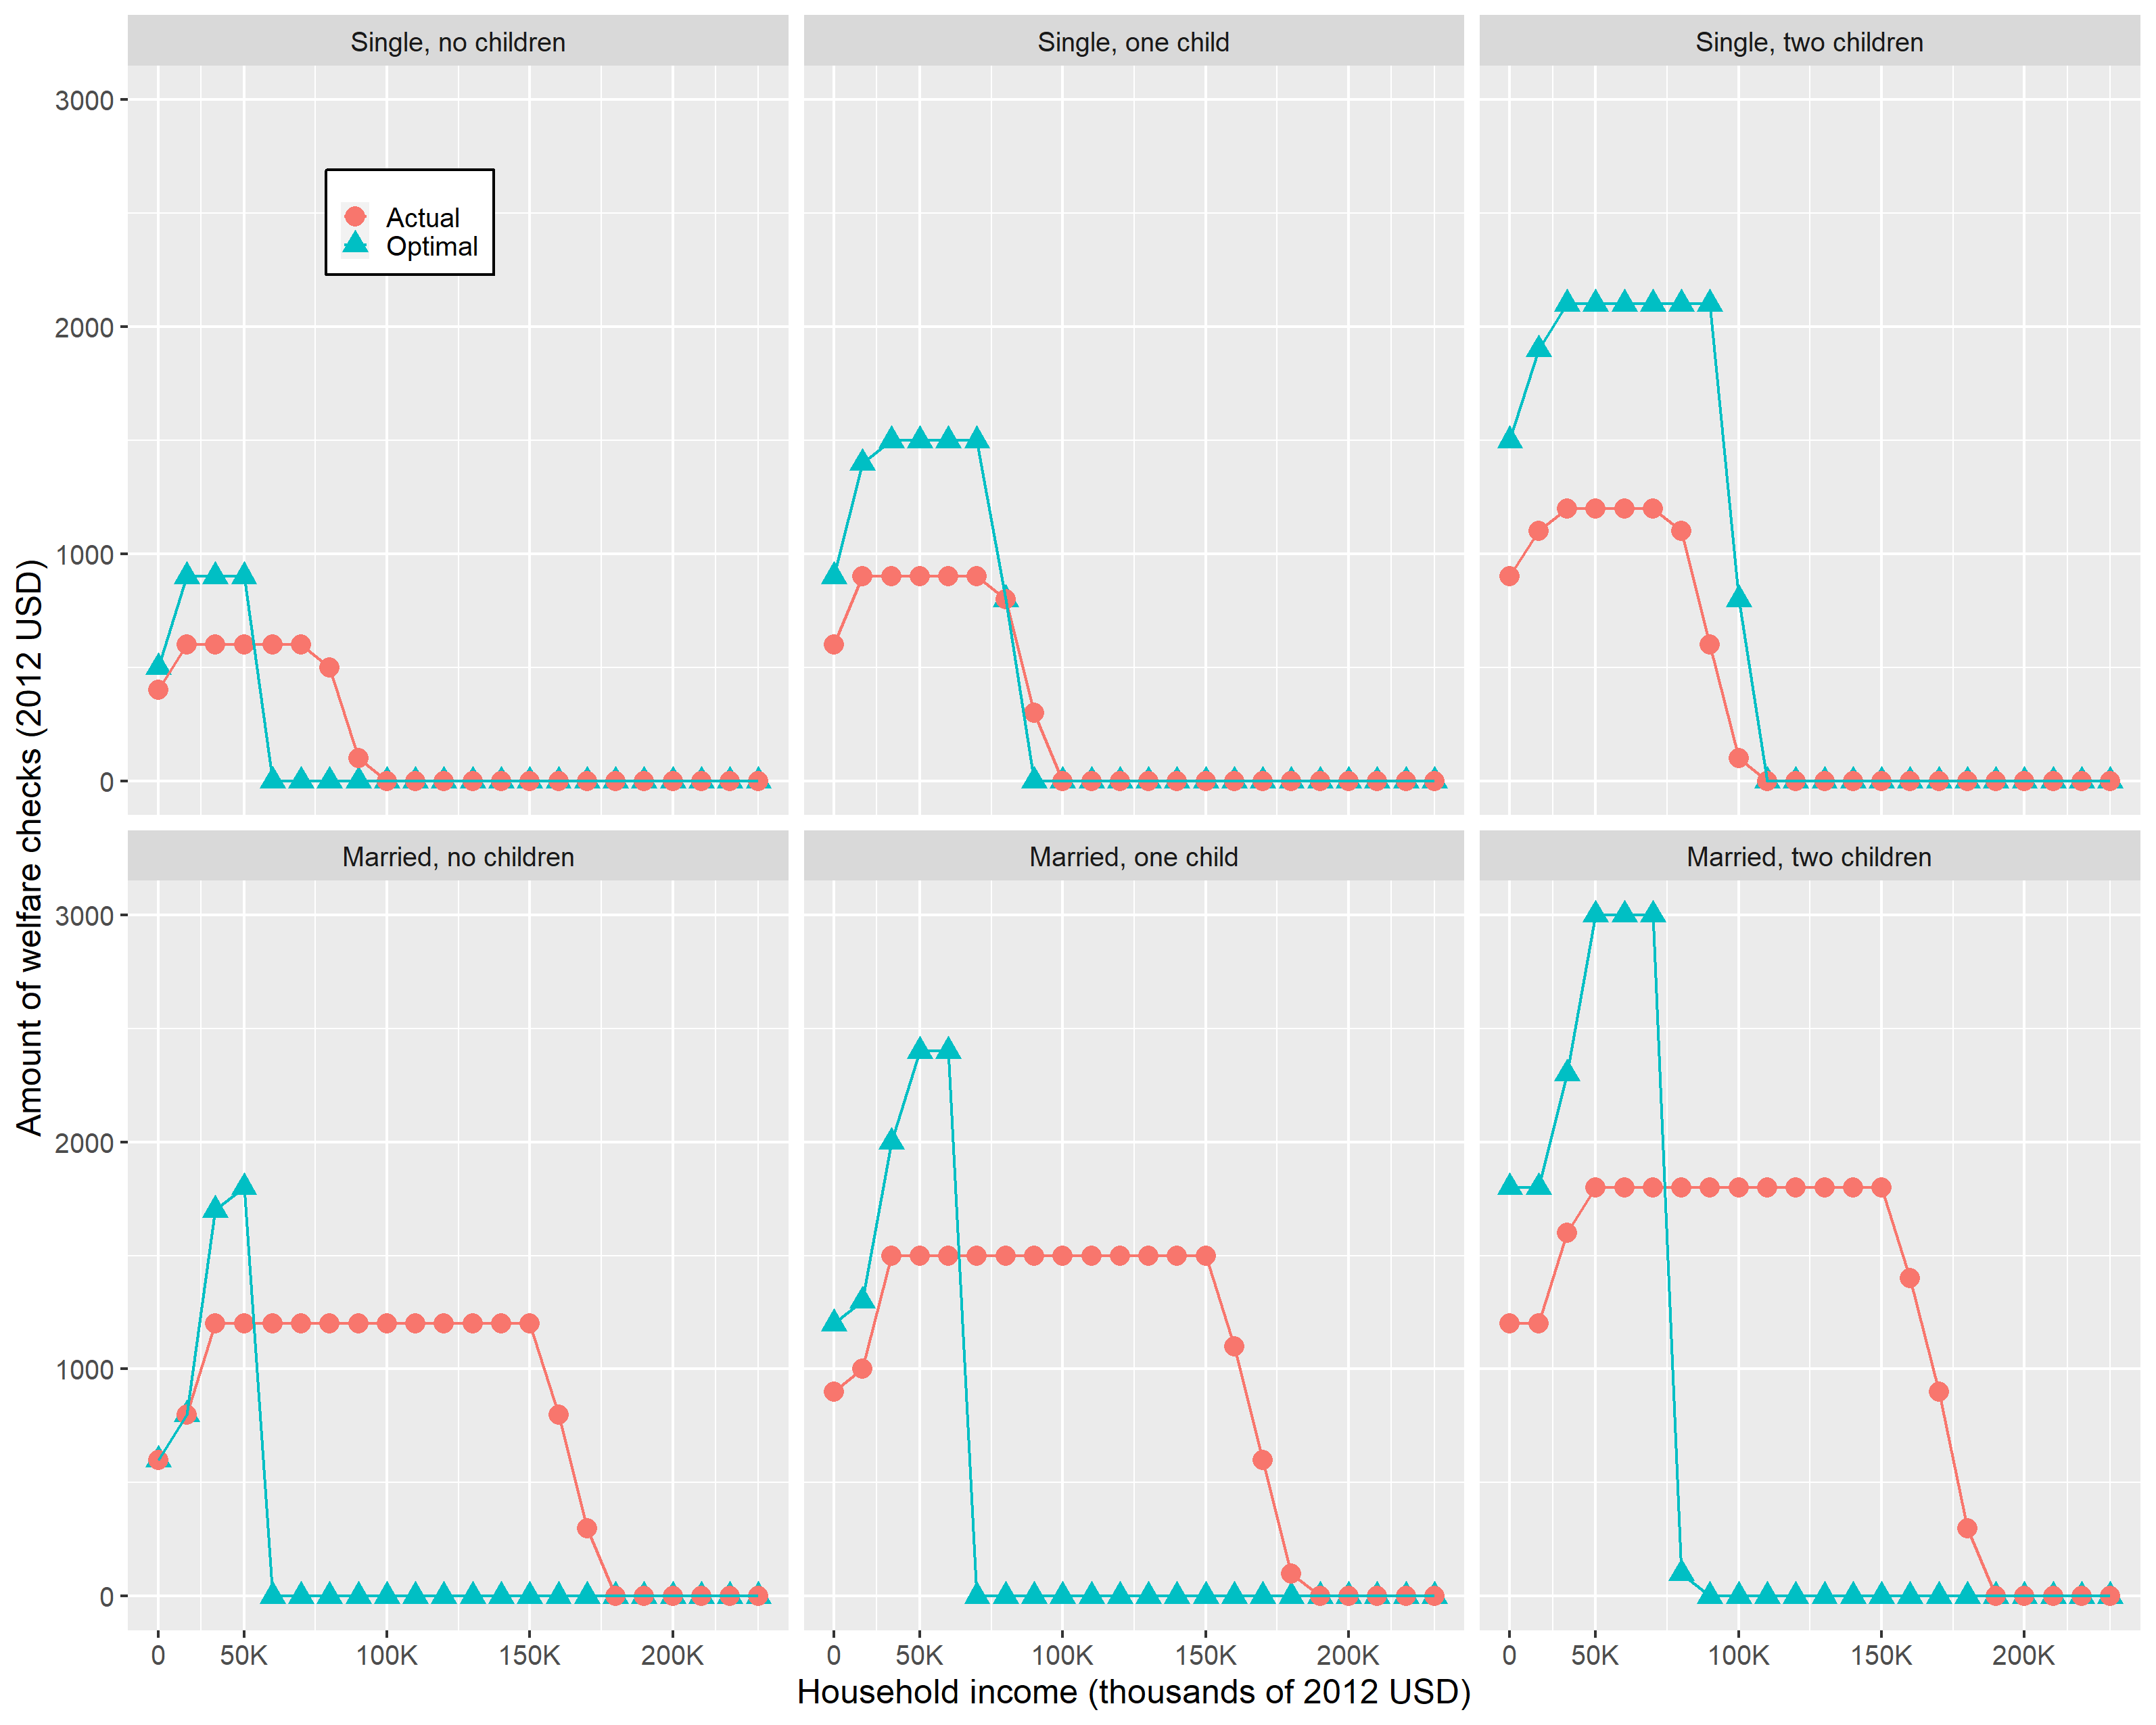 Single, no children
Single, one child
Single, two children
3000
2000
1000
0
Actual
Optimal
Amount of welfare checks (2012 USD)
Married, no children
Married, one child
Married, two children
3000
2000
1000
0
0 50K 100K 150K 200K
0 50K 100K 150K 200K
0 50K 100K 150K 200K
Household income (thousands of 2012 USD)